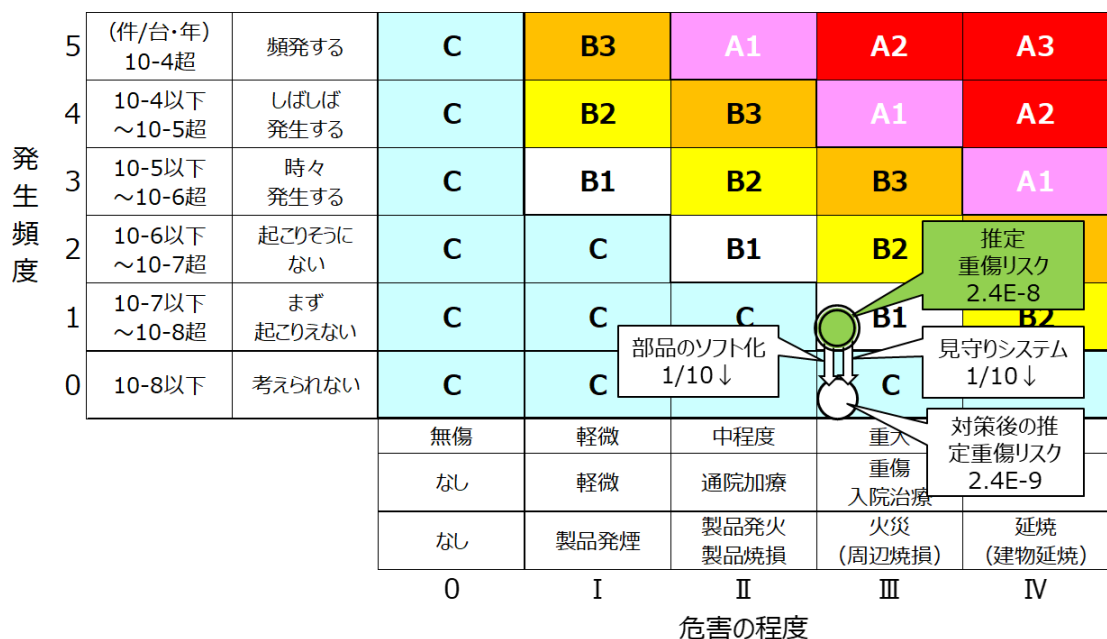 発
生
頻
度
5
(件/台・年)
10-4超
頻発する
C
B3
A1
A2
A3
4
10-4以下
～10-5超
しばしば
発生する
C
B2
B3
A1
A2
3
10-5以下
～10-6超
時々
発生する
C
B1
B2
B3
A1
2
10-6以下
～10-7超
起こりそうに
ない
C
C
B1
B2
推定
重傷リスク
2.4E-8
1
10-7以下
～10-8超
まず
起こりえない
C
C
C
B1
B2
部品のソフト化
1/10↓
見守りシステム
1/10↓
0
10-8以下
考えられない
C
C
C
対策後の推
定重傷リスク
2.4E-9
無傷
軽微
中程度
重大
なし
軽微
通院加療
重傷
入院治療
なし
製品発煙
製品発火
製品焼損
火災
(周辺焼損)
延焼
(建物延焼)
0
Ⅰ
Ⅱ
Ⅲ
Ⅳ
危害の程度